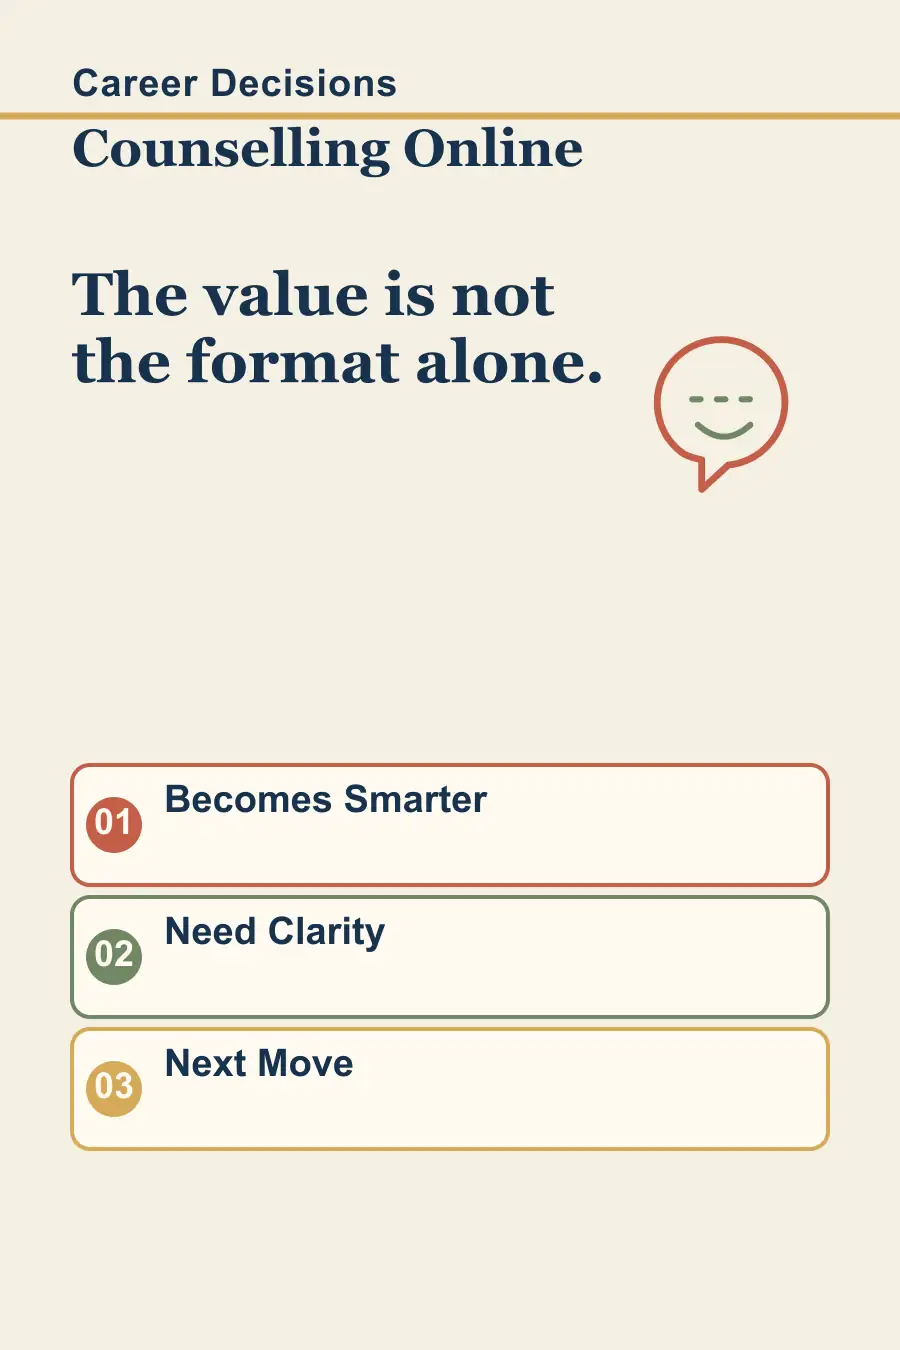 Career Decisions
Counselling Online
The value is not
the format alone.
01 Becomes Smarter
02 Need Clarity
03 Next Move